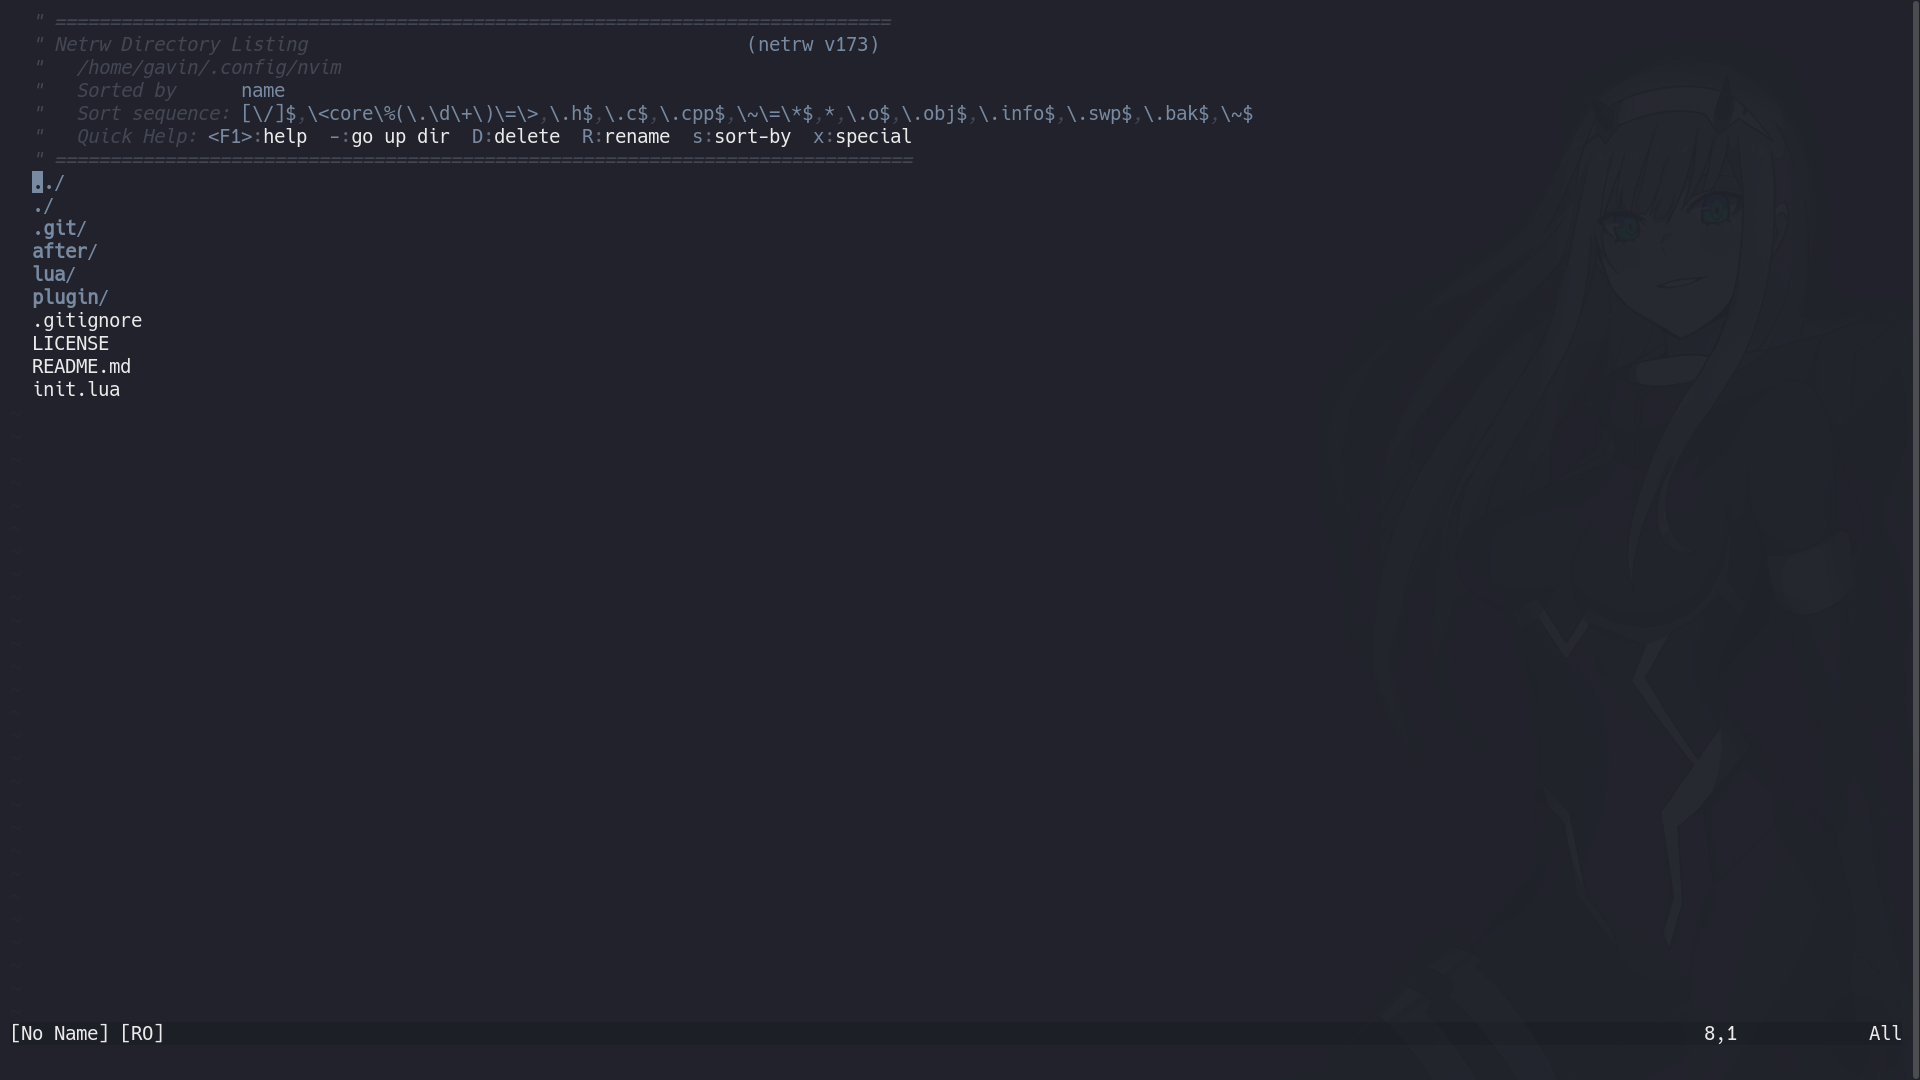 " ============================================================================
" Netrw Directory Listing                                        (netrw v173)
"   /home/gavin/.config/nvim
"   Sorted by      name
"   Sort sequence: [\/]$,\<core\%(\.\d\+\)\=\>,\.h$,\.c$,\.cpp$,\~\=\*$,*,\.o$,\.obj$,\.info$,\.swp$,\.bak$,\~$
"   Quick Help: <F1>:help  -:go up dir  D:delete  R:rename  s:sort-by  x:special
" ==============================================================================
../
./
.git/
after/
lua/
plugin/
.gitignore
LICENSE
README.md
init.lua
[No Name] [RO] 8,1 All